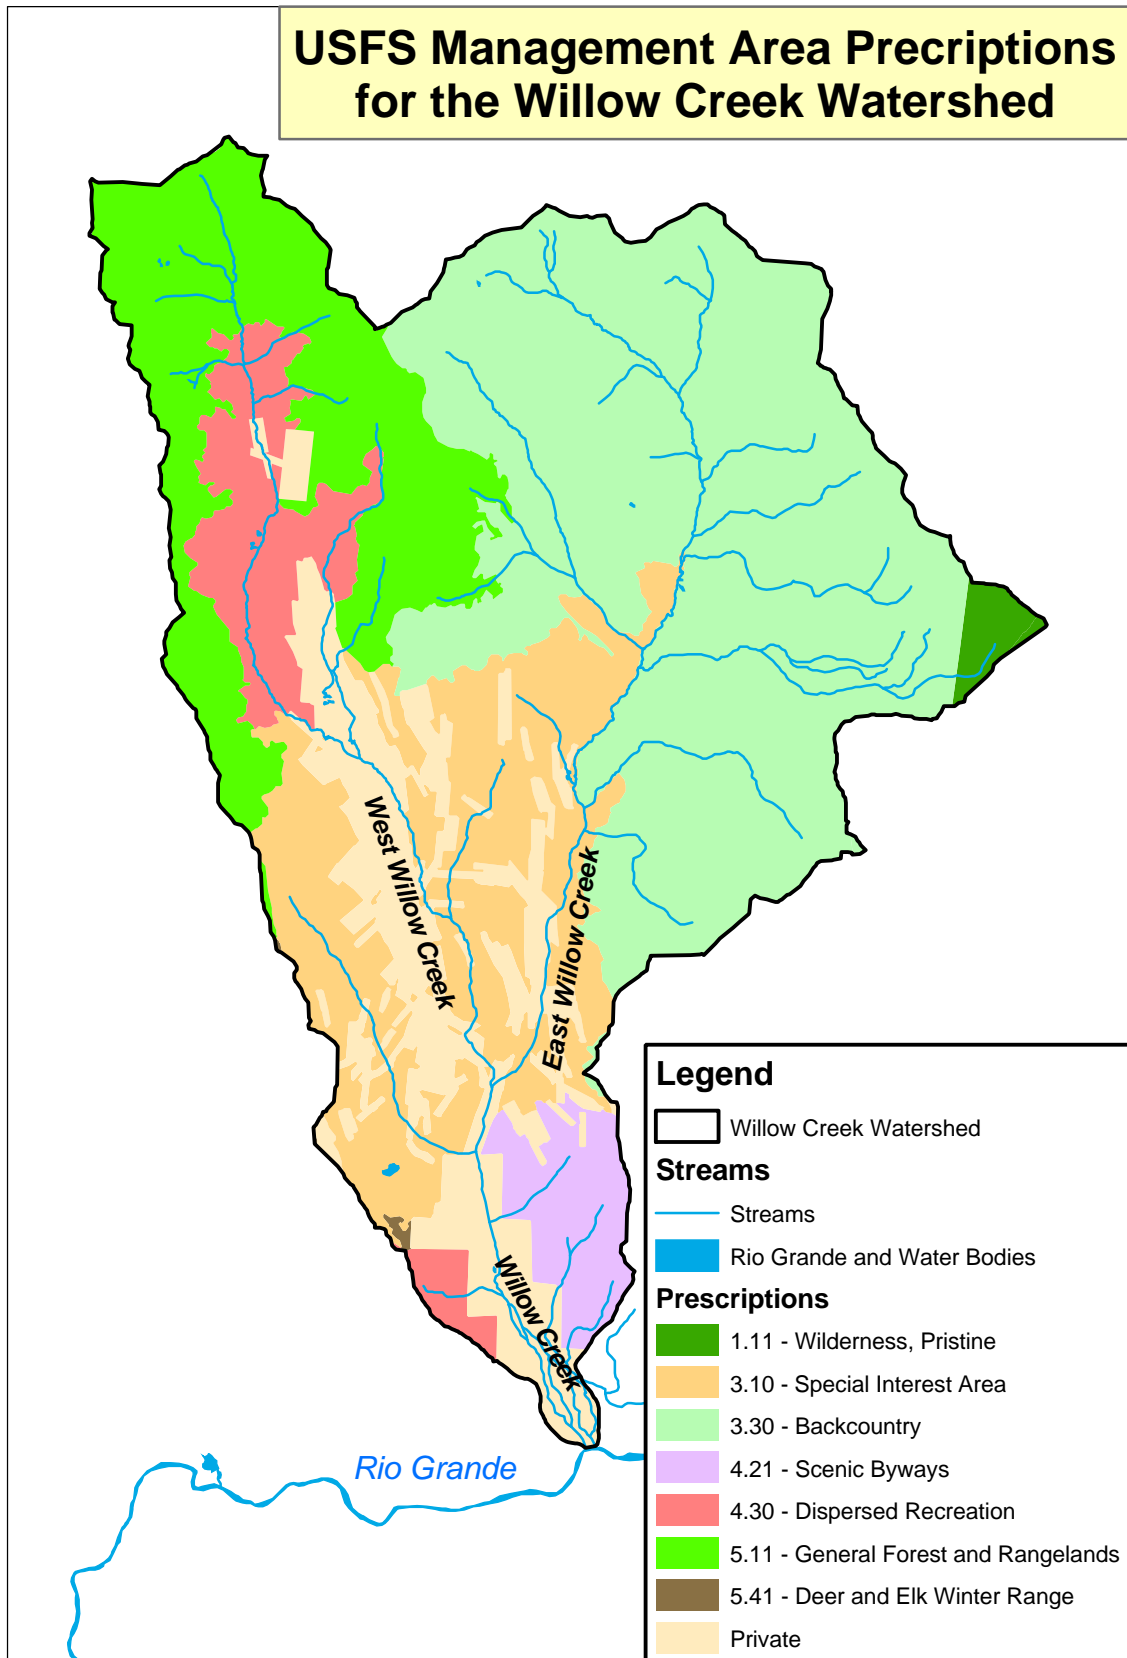 USFS Management Area Precriptions
for the Willow Creek Watershed
West Willow Creek
East Willow Creek
Willow Creek
Rio Grande
Legend
Willow Creek Watershed
Streams
Streams
Rio Grande and Water Bodies
Prescriptions
1.11 - Wilderness, Pristine
3.10 - Special Interest Area
3.30 - Backcountry
4.21 - Scenic Byways
4.30 - Dispersed Recreation
5.11 - General Forest and Rangelands
5.41 - Deer and Elk Winter Range
Private